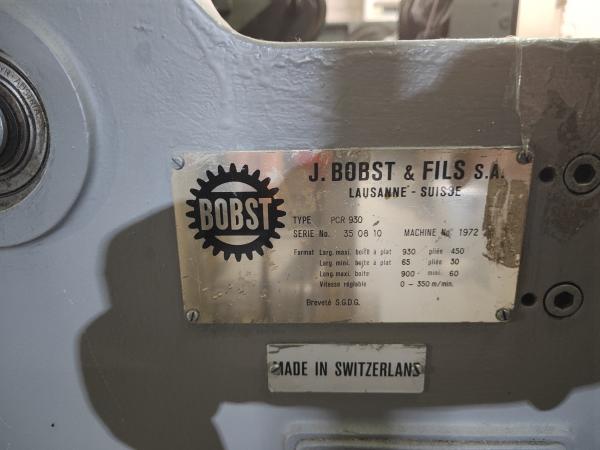 J. BOBST & FILS S.A.
LAUSANNE - SUISSE
BOBST
TYPE PCR 930
SERIE No. 35 08 10 MACHINE No. 1972
Format Larg. maxi. boîte à plat 930 pliée 450
Larg. mini. boîte à plat 65 pliée 30
Long. maxi. boîte 900 - mini. 60
Vitesse réglable 0 - 350 m/min.
Breveté S.G.D.G.
MADE IN SWITZERLAND